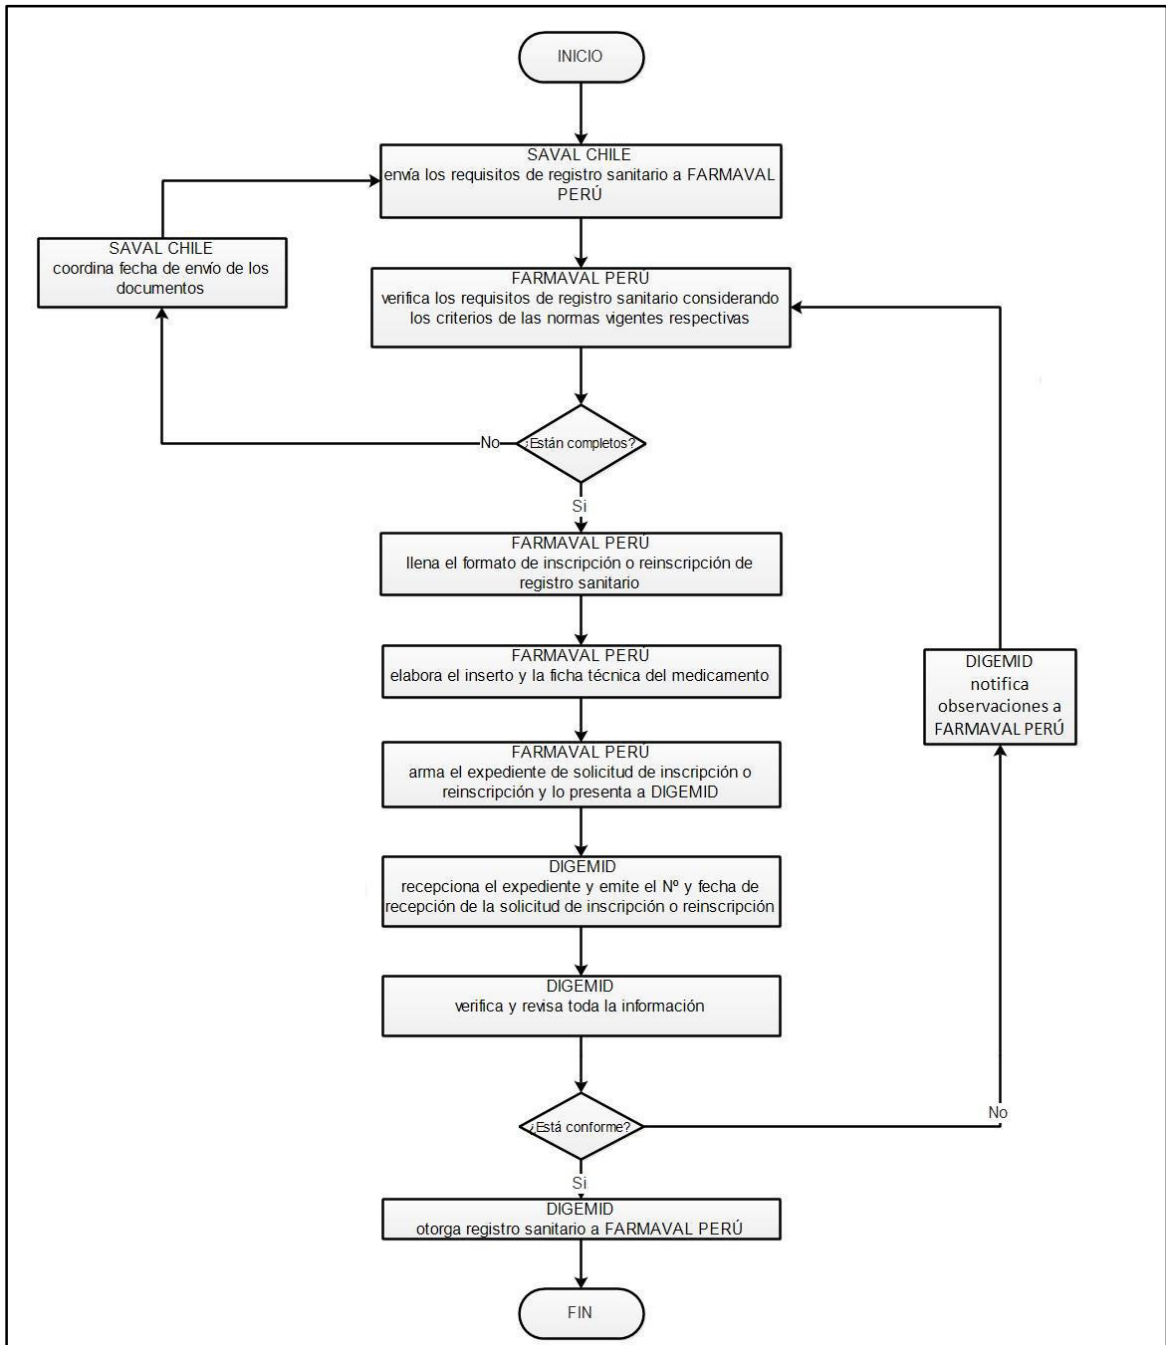 INICIO
SAVAL CHILE
envía los requisitos de registro sanitario a FARMAVAL
PERÚ
SAVAL CHILE
coordina fecha de envío de los
documentos
FARMAVAL PERÚ
verifica los requisitos de registro sanitario considerando
los criterios de las normas vigentes respectivas
No
¿Están completos?
Si
FARMAVAL PERÚ
llena el formato de inscripción o reinscripción de
registro sanitario
FARMAVAL PERÚ
elabora el inserto y la ficha técnica del medicamento
DIGEMID
notifica
observaciones a
FARMAVAL PERÚ
FARMAVAL PERÚ
arma el expediente de solicitud de inscripción o
reinscripción y lo presenta a DIGEMID
DIGEMID
recepciona el expediente y emite el Nº y fecha de
recepción de la solicitud de inscripción o reinscripción
DIGEMID
verifica y revisa toda la información
¿Está conforme?
No
Si
DIGEMID
otorga registro sanitario a FARMAVAL PERÚ
FIN